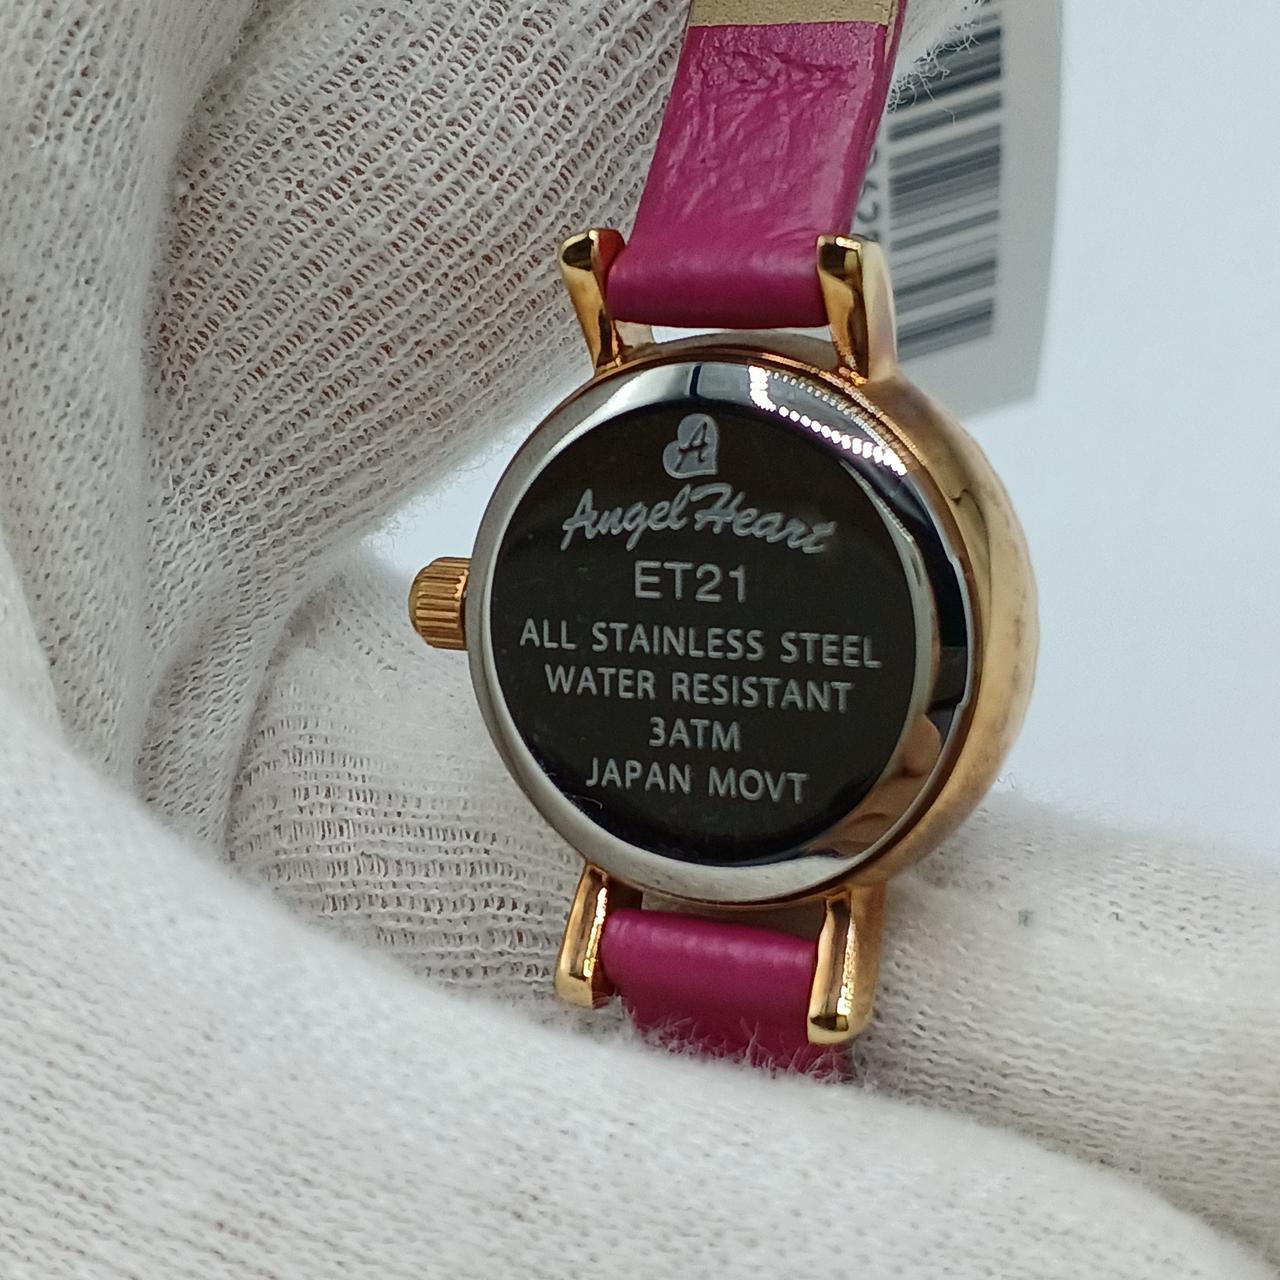 A
Angel Heart
ET21
ALL STAINLESS STEEL
WATER RESISTANT
3ATM
JAPAN MOVT